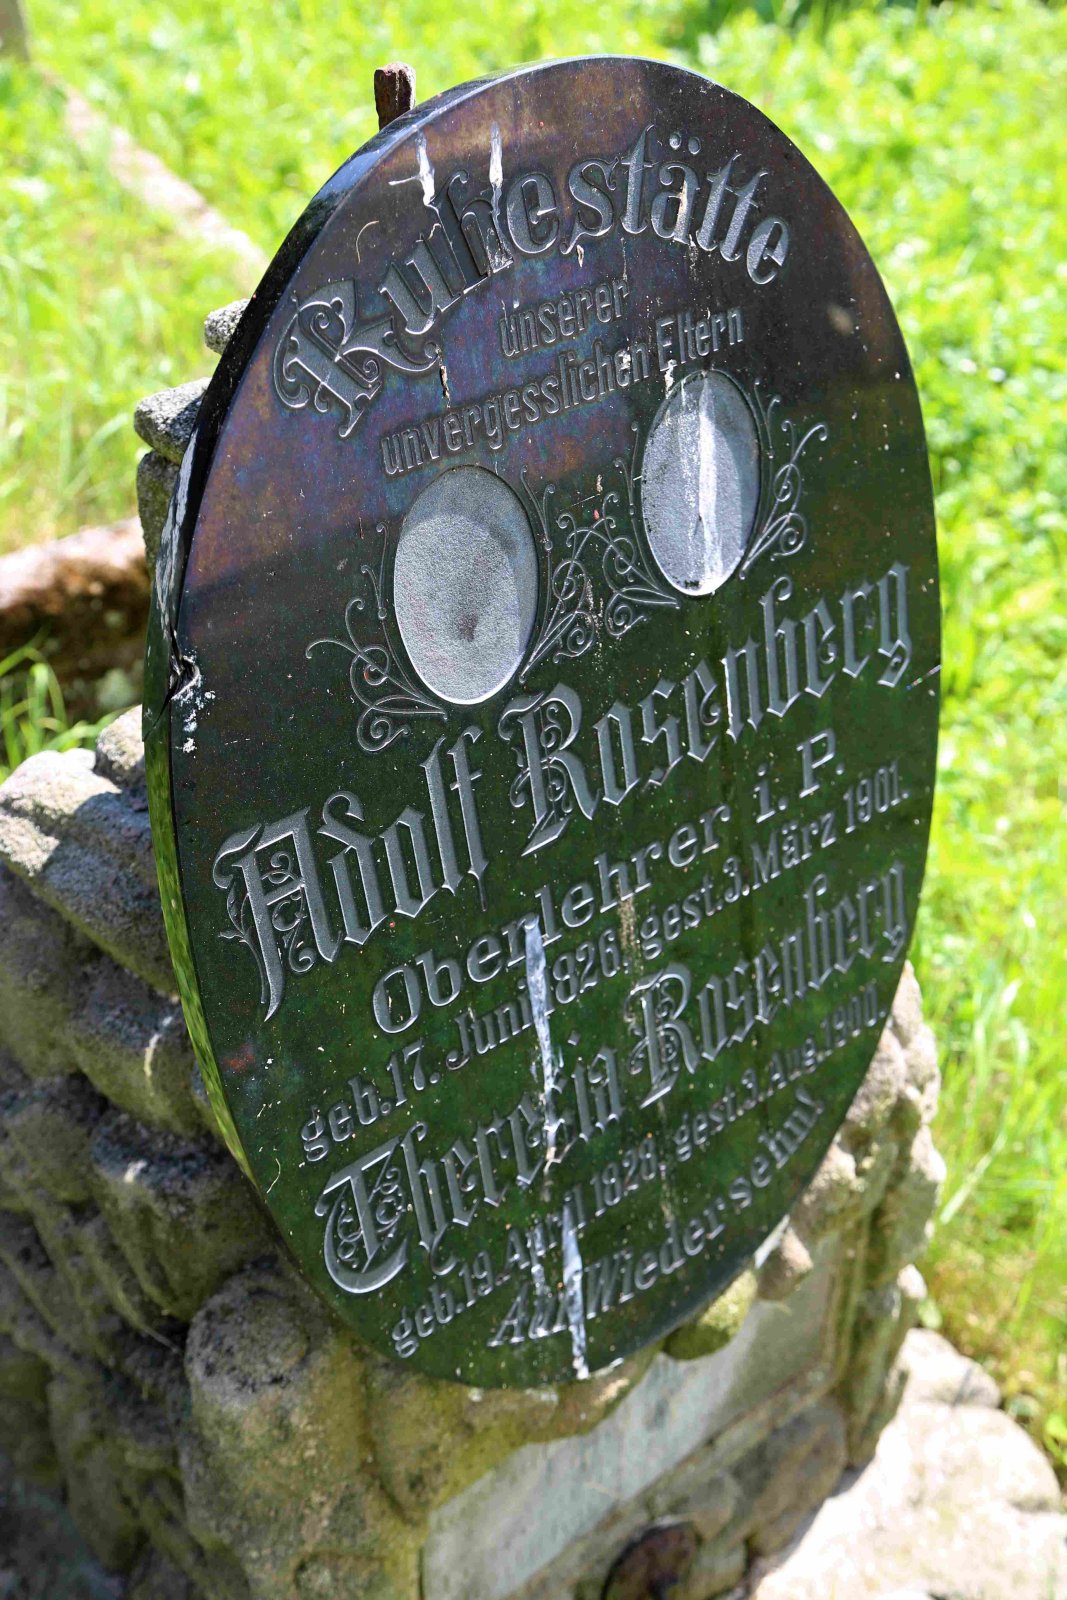 Ruhestätte
unserer
unvergesslichen Eltern
Adolf Rosenberg
Oberlehrer i. P.
geb. 17. Juni 1826, gest. 3. März 1901.
Theresia Rosenberg
geb. 19. April 1828, gest. 3. Aug. 1900.
Auf Wiedersehn!